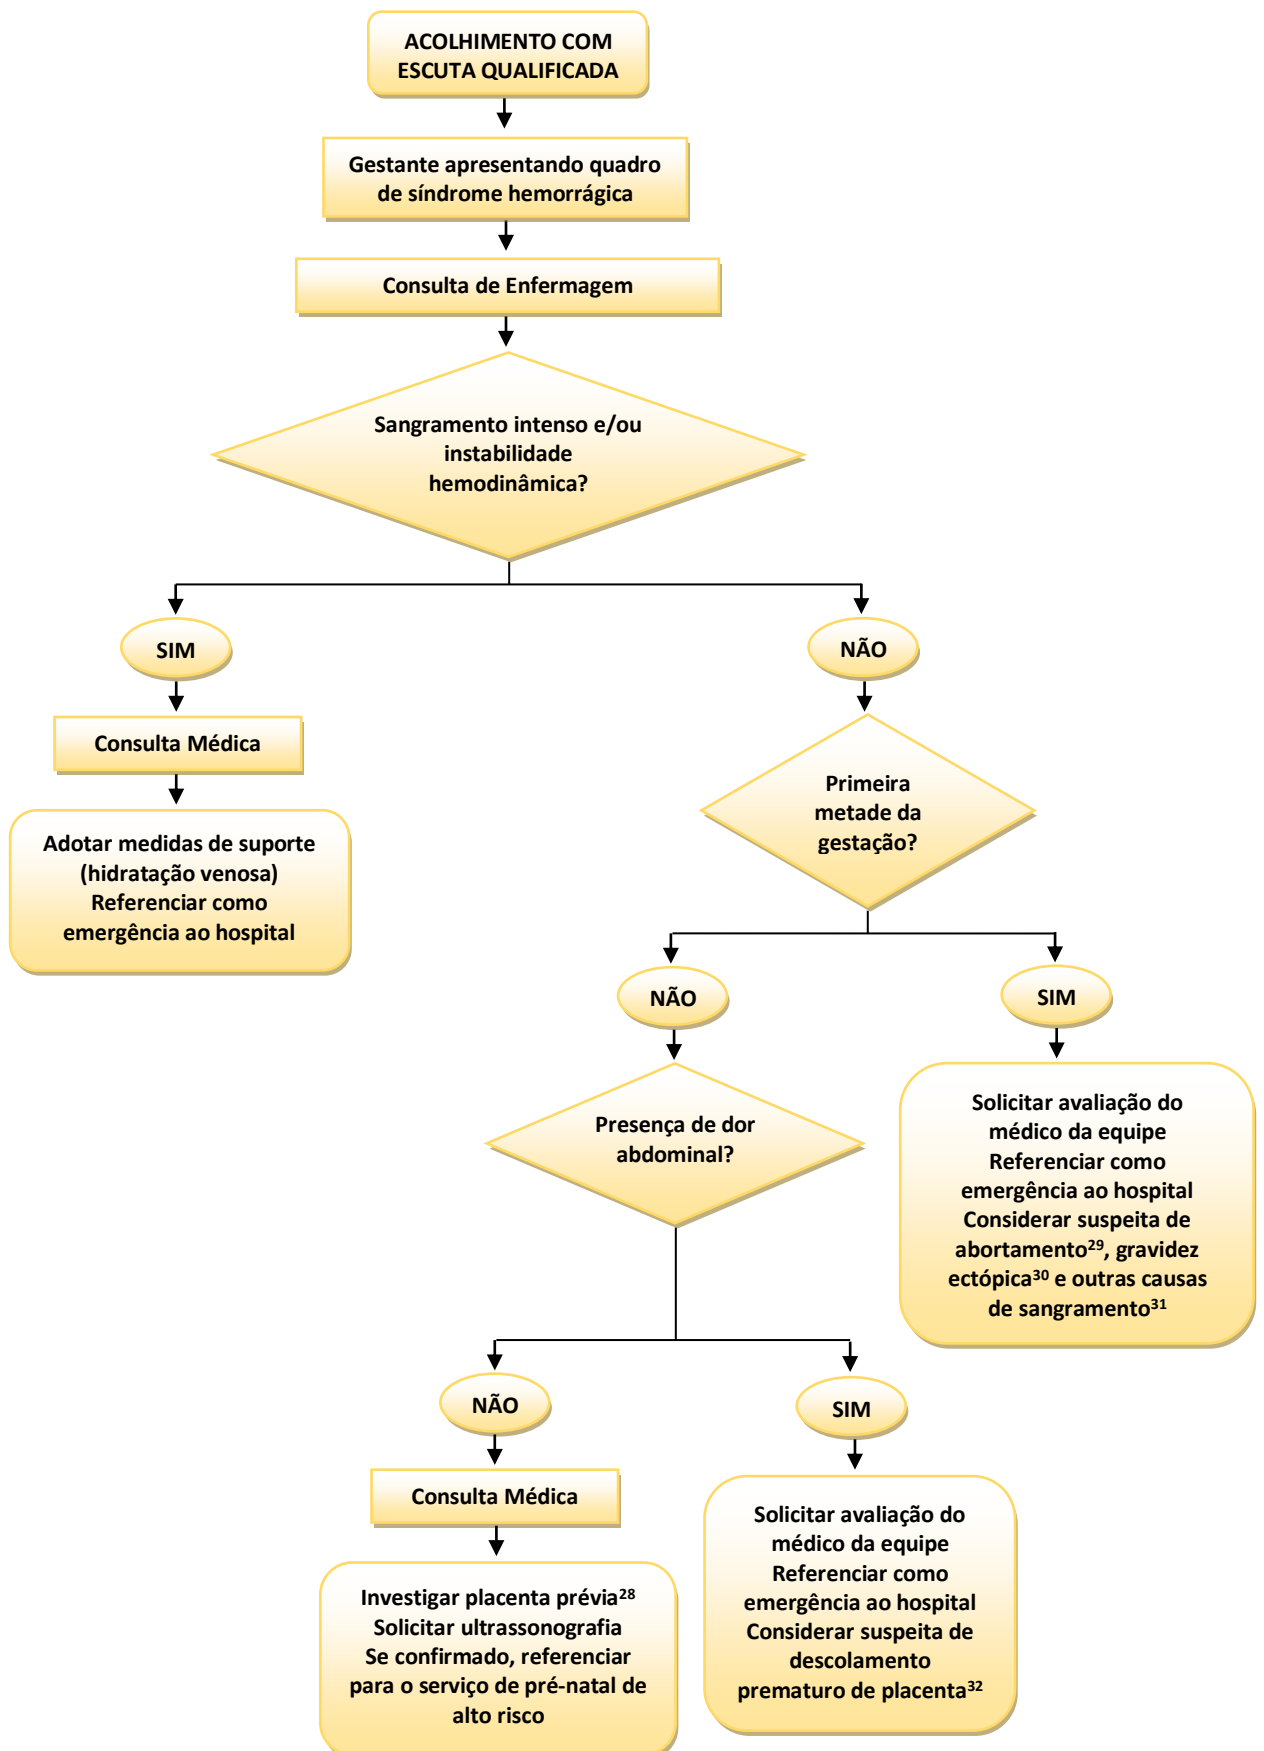 ACOLHIMENTO COM
ESCUTA QUALIFICADA
Gestante apresentando quadro
de síndrome hemorrágica
Consulta de Enfermagem
Sangramento intenso e/ou
instabilidade
hemodinâmica?
SIM
NÃO
Consulta Médica
Adotar medidas de suporte
(hidratação venosa)
Referenciar como
emergência ao hospital
Primeira
metade da
gestação?
NÃO
SIM
Presença de dor
abdominal?
Solicitar avaliação do
médico da equipe
Referenciar como
emergência ao hospital
Considerar suspeita de
abortamento²⁹, gravidez
ectópica³⁰ e outras causas
de sangramento³¹
NÃO
SIM
Consulta Médica
Investigar placenta prévia²⁸
Solicitar ultrassonografia
Se confirmado, referenciar
para o serviço de pré-natal de
alto risco
Solicitar avaliação do
médico da equipe
Referenciar como
emergência ao hospital
Considerar suspeita de
descolamento
prematuro de placenta³²